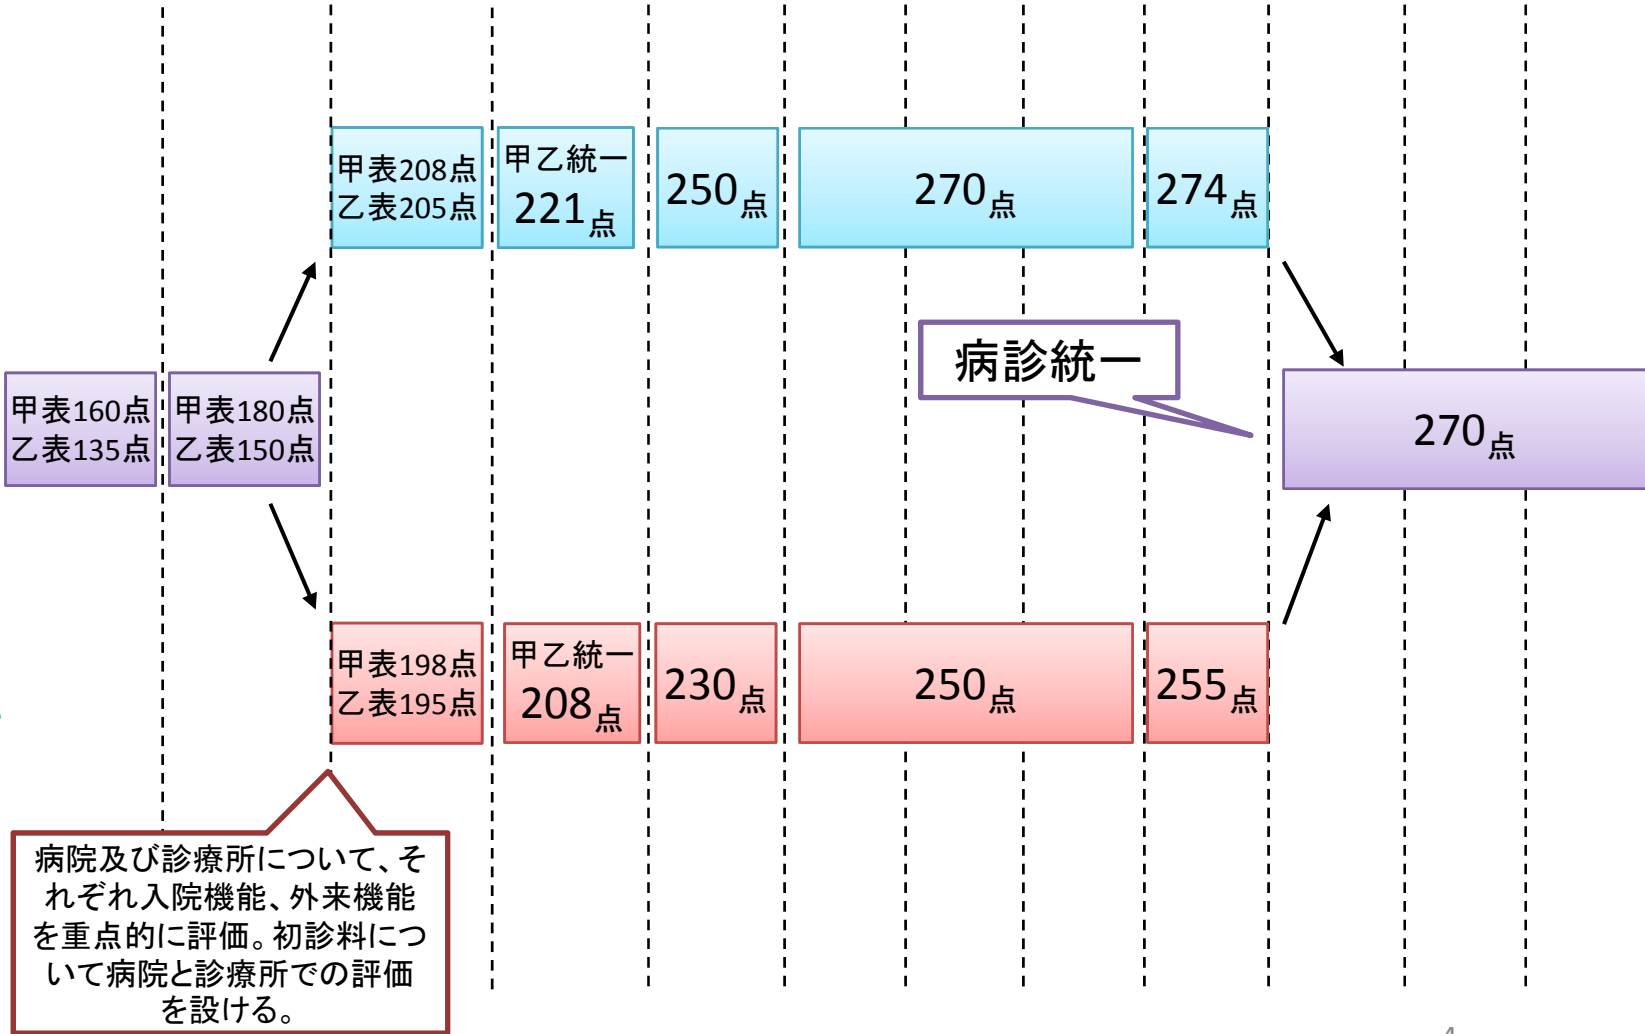 甲表208点
乙表205点
甲乙統一
221点
250点
270点
274点
病診統一
甲表160点
乙表135点
甲表180点
乙表150点
270点
甲表198点
乙表195点
甲乙統一
208点
230点
250点
255点
病院及び診療所について、そ
れぞれ入院機能、外来機能
を重点的に評価。初診料につ
いて病院と診療所での評価
を設ける。